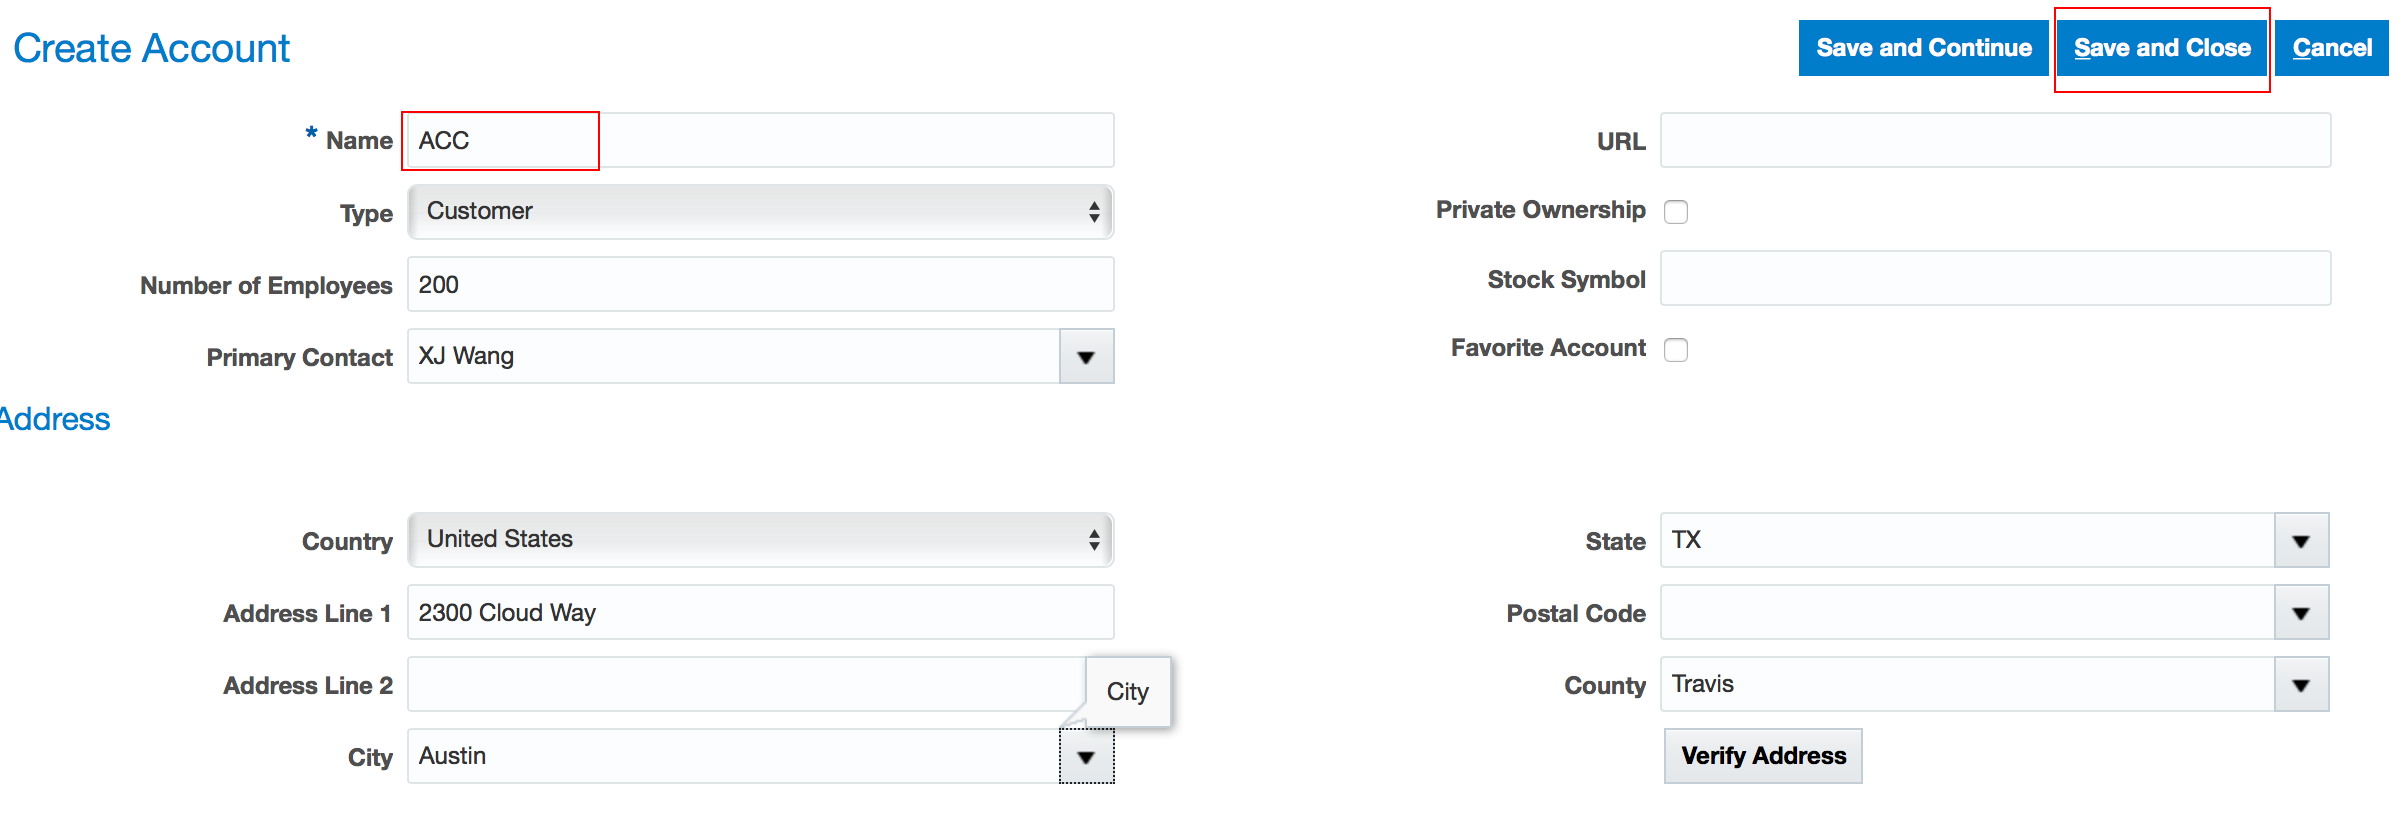 Create Account
Save and Continue
Save and Close
Cancel
* Name ACC
URL
Type Customer
Private Ownership
Number of Employees 200
Stock Symbol
Primary Contact XJ Wang
Favorite Account
Address
Country United States
State TX
Address Line 1 2300 Cloud Way
Postal Code
Address Line 2
City
County Travis
City Austin
Verify Address